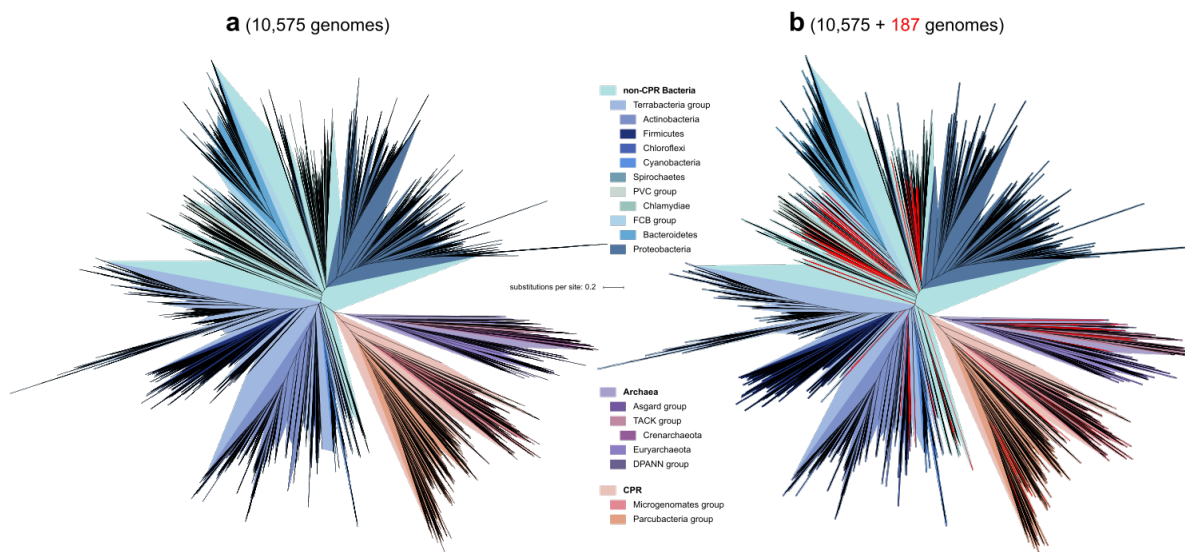 a (10,575 genomes)
b (10,575 + 187 genomes)
non-CPR Bacteria
Terrabacteria group
Actinobacteria
Firmicutes
Chloroflexi
Cyanobacteria
Spirochaetes
PVC group
Chlamydiae
FCB group
Bacteroidetes
Proteobacteria
substitutions per site: 0.2
Archaea
Asgard group
TACK group
Crenarchaeota
Euryarchaeota
DPANN group
CPR
Microgenomates group
Parcubacteria group